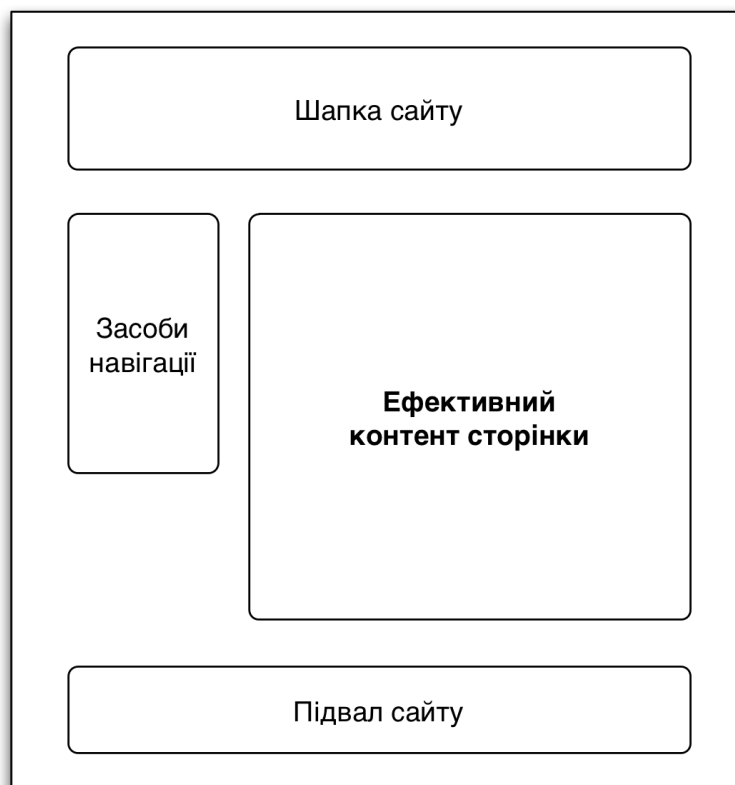 Шапка сайту
Засоби
навігації
Ефективний
контент сторінки
Підвал сайту